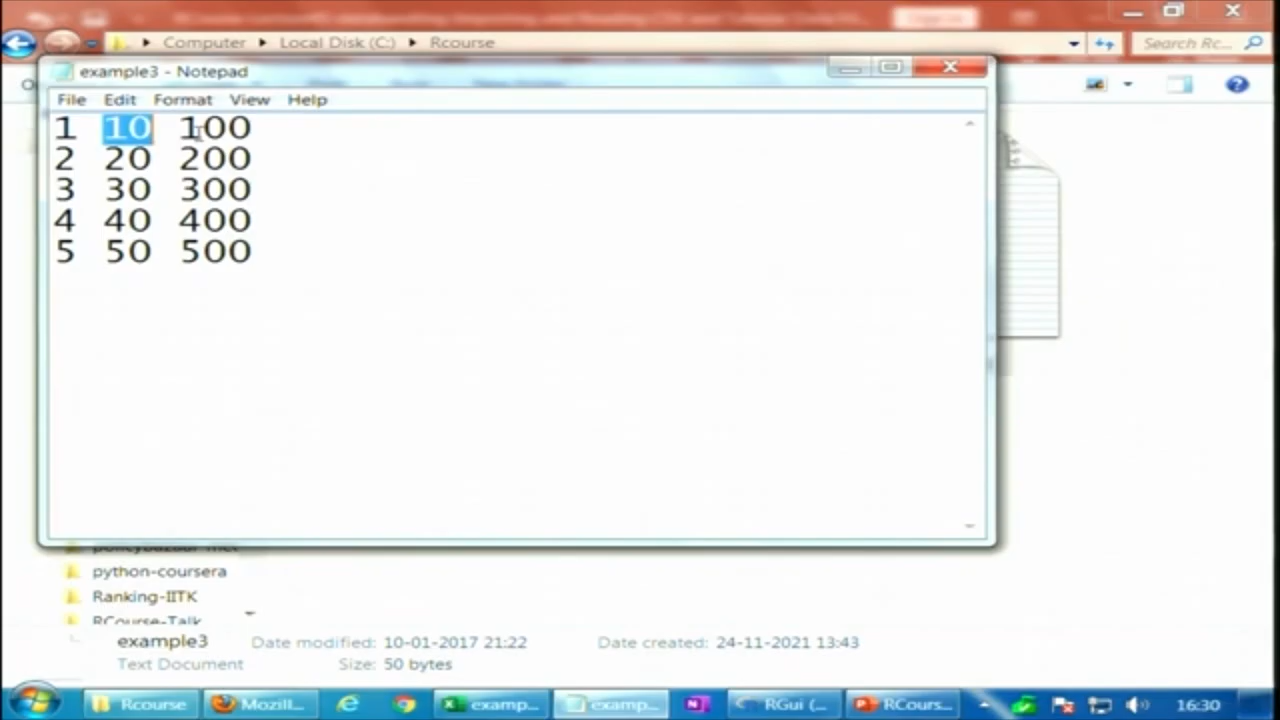 Computer Local Disk (C:) Rcourse
Search Rc...
example3 - Notepad
File Edit Format View Help
1 10 100
2 20 200
3 30 300
4 40 400
5 50 500
python-coursera
Ranking-IITK
RCourse-Talk
example3 Date modified: 10-01-2017 21:22 Date created: 24-11-2021 13:43
Text Document Size: 50 bytes
Rcourse Mozill... examp... examp... RGui (... RCours... 16:30